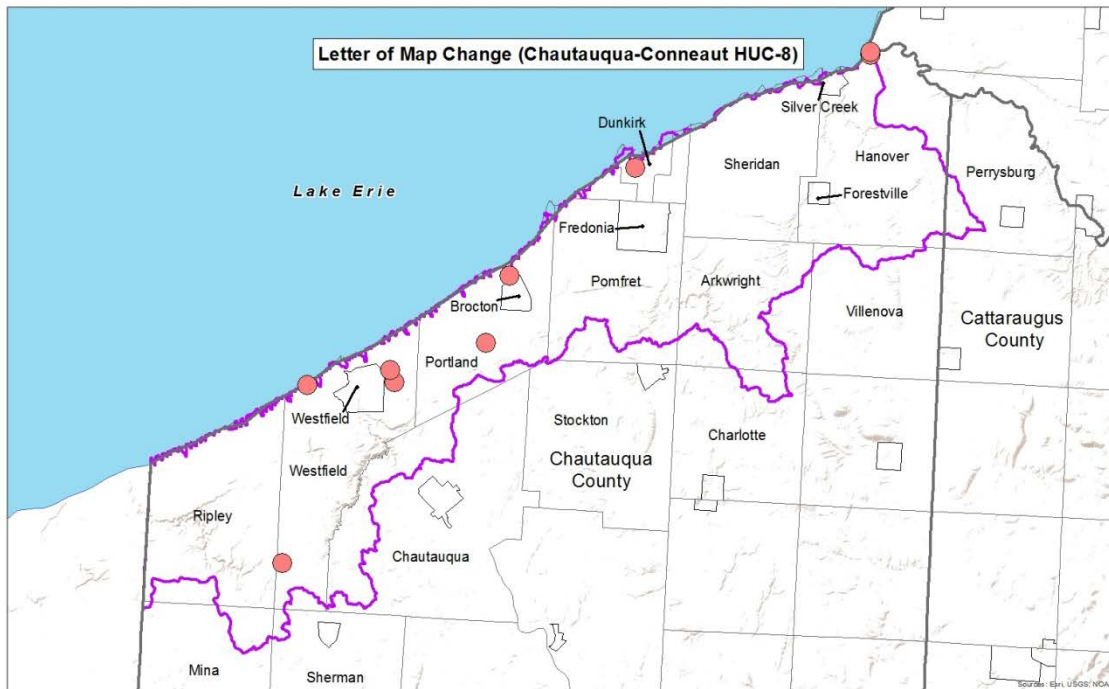 Letter of Map Change (Chautauqua-Conneaut HUC-8)
Silver Creek
Dunkirk
Hanover
Sheridan
Perrysburg
Lake Erie
Forestville
Fredonia
Pomfret
Arkwright
Brocton
Villenova
Cattaraugus
County
Portland
Westfield
Stockton
Charlotte
Chautauqua
County
Westfield
Ripley
Chautauqua
Mina
Sherman
Sources: Esri, USGS, NOAA